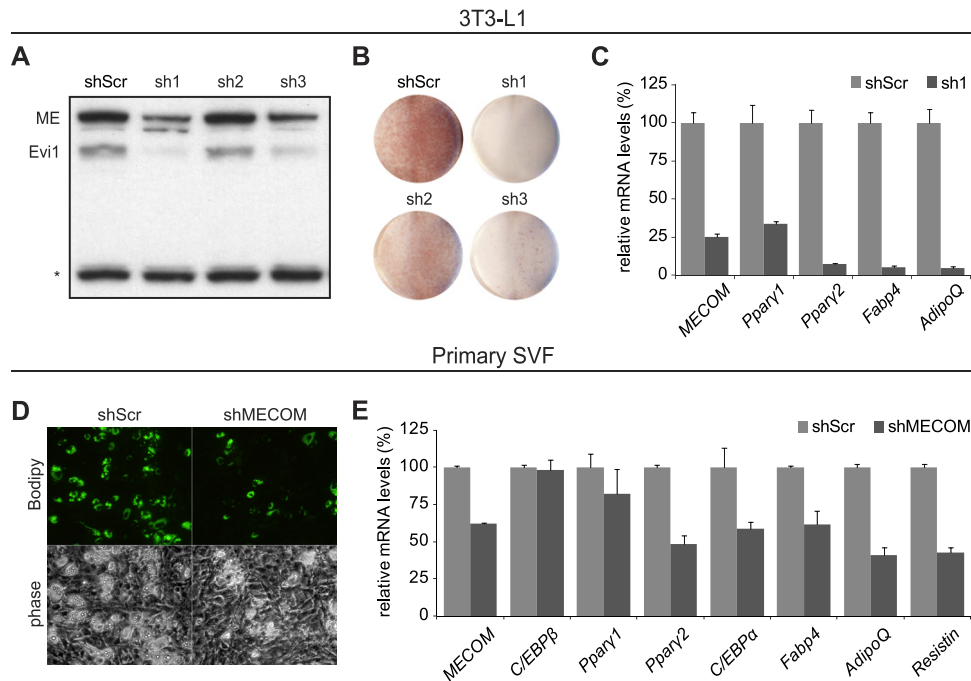 3T3-L1
A
shScr sh1 sh2 sh3
ME
Evi1
*
B
shScr sh1
sh2 sh3
C
shScr sh1
relative mRNA levels (%)
125
100
75
50
25
0
MECOM Pparγ1 Pparγ2 Fabp4 AdipoQ
Primary SVF
D
shScr shMECOM
Bodipy
phase
E
shScr shMECOM
relative mRNA levels (%)
125
100
75
50
25
0
MECOM C/EBPβ Pparγ1 Pparγ2 C/EBPα Fabp4 AdipoQ Resistin